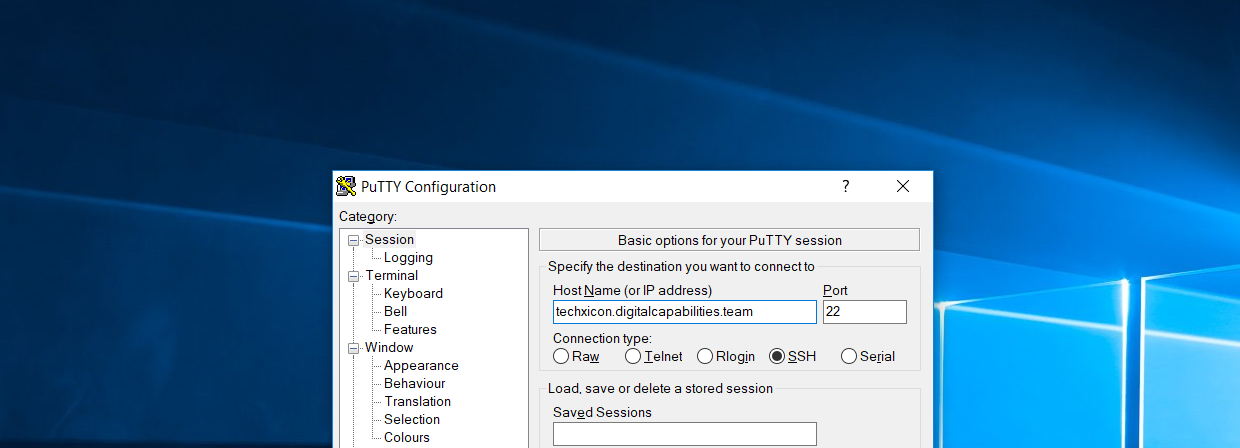 PuTTY Configuration ?
Category:
Session
Logging
Terminal
Keyboard
Bell
Features
Window
Appearance
Behaviour
Translation
Selection
Colours
Basic options for your PuTTY session
Specify the destination you want to connect to
Host Name (or IP address) Port
techxicon.digitalcapabilities.team 22
Connection type:
Raw Telnet Rlogin SSH Serial
Load, save or delete a stored session
Saved Sessions